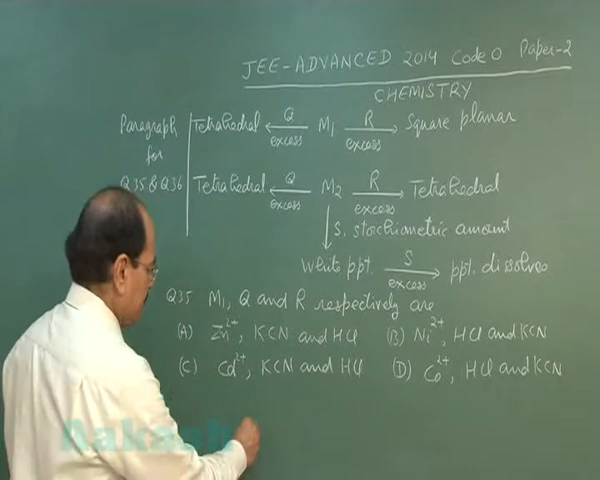 JEE-ADVANCED 2014 Code 0 Paper-2
CHEMISTRY
Paragraph for Q35 & Q36
Tetrahedral ←Q excess M1 R excess→ Square planar
Tetrahedral ←Q excess M2 R excess→ Tetrahedral
↓ S, stoichiometric amount
White ppt. S excess→ ppt. dissolves
Q35 M1, Q and R respectively are
(A) Zn2+, KCN and HCl (B) Ni2+, HCl and KCN
(C) Cd2+, KCN and HCl (D) Co2+, HCl and KCN
Aakash